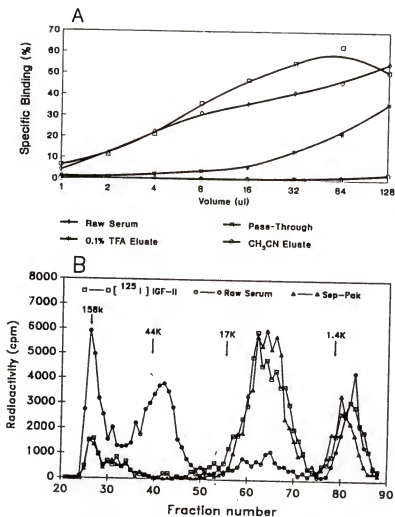 A
Specific Binding (%)
70
60
50
40
30
20
10
0
1 2 4 8 16 32 64 128
Volume (ul)
Raw Serum
Pass-Through
0.1% TFA Eluate
CH3CN Eluate
B
Radioactivity (cpm)
8000
7000
6000
5000
4000
3000
2000
1000
0
[125I] IGF-II
Raw Serum
Sep-Pak
158k
44K
17K
1.4K
20 30 40 50 60 70 80 90
Fraction number